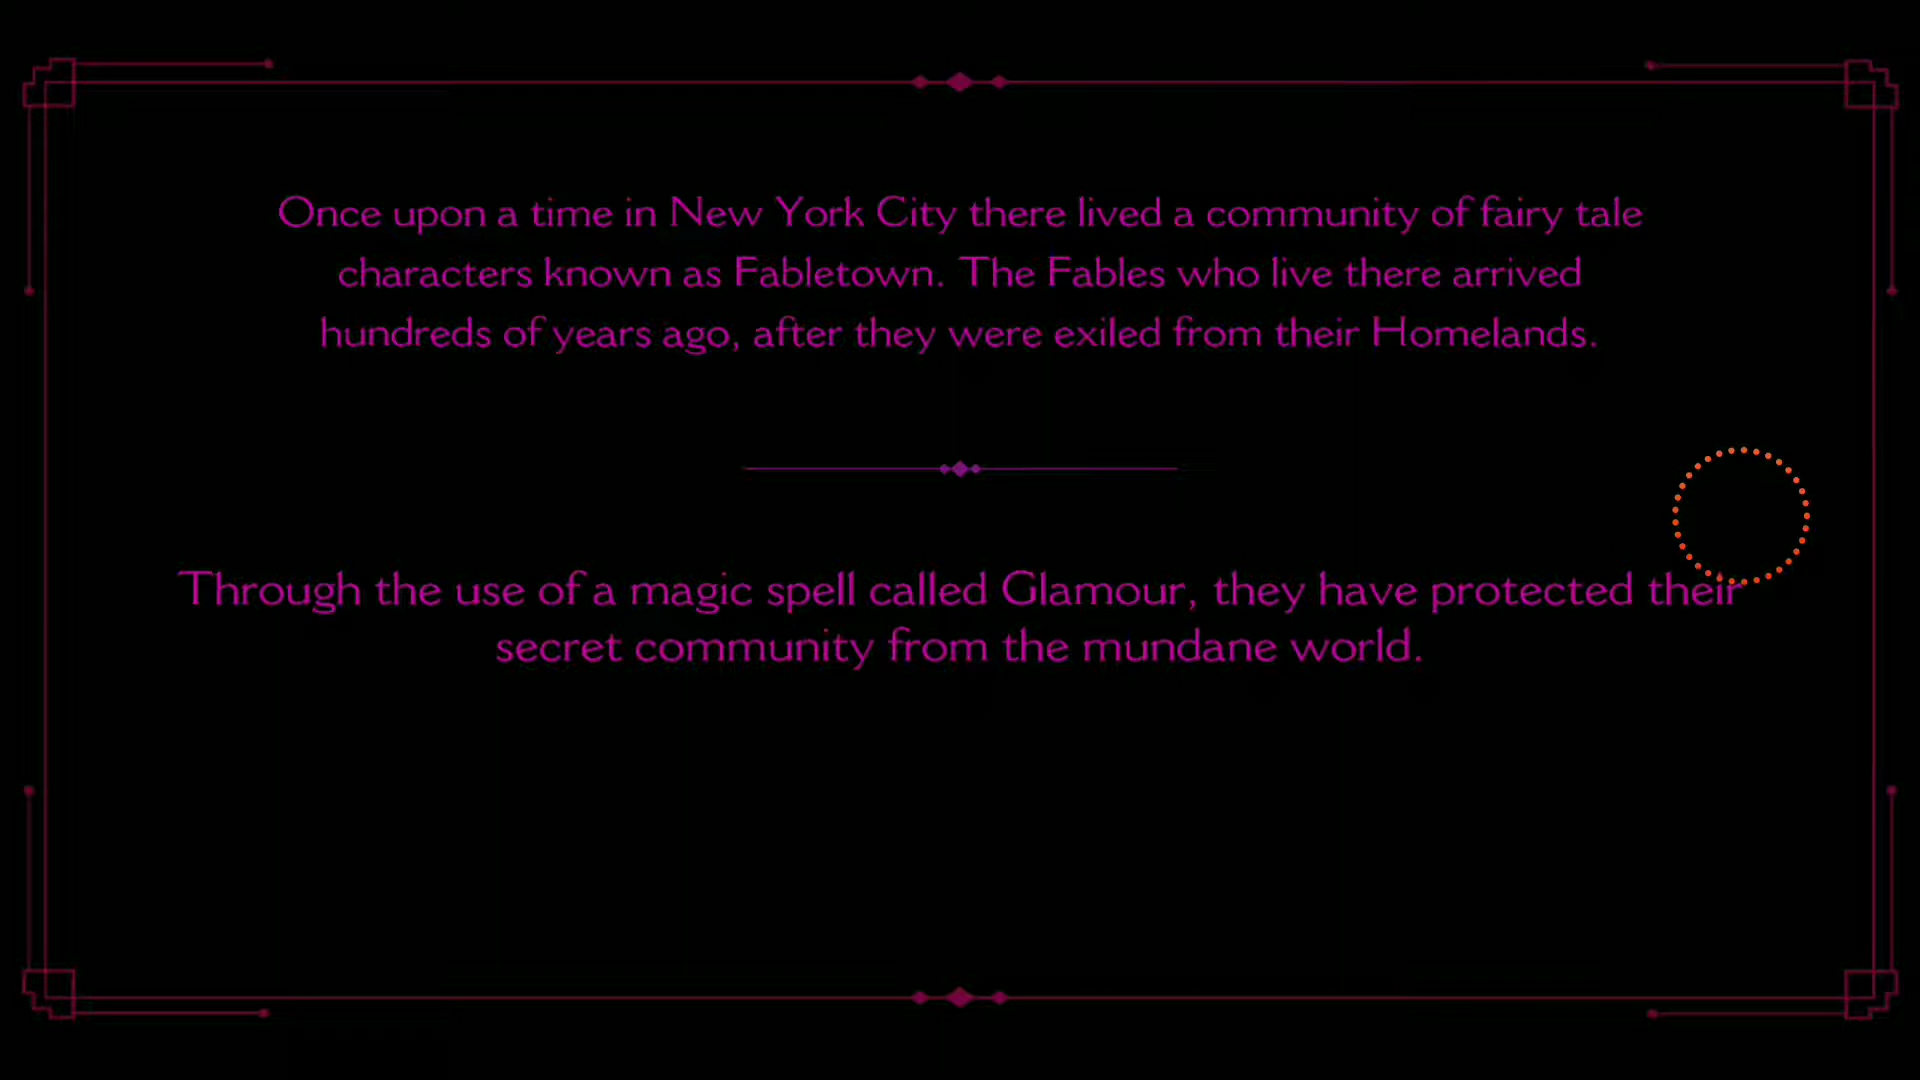 Once upon a time in New York City there lived a community of fairy tale
characters known as Fabletown. The Fables who live there arrived
hundreds of years ago, after they were exiled from their Homelands.
Through the use of a magic spell called Glamour, they have protected their
secret community from the mundane world.